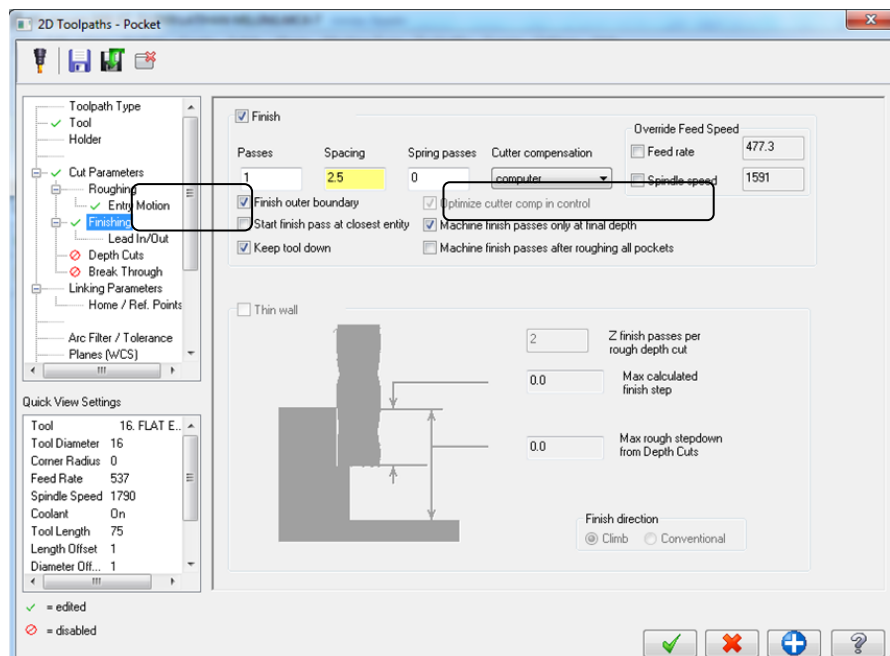 2D Toolpaths - Pocket
Toolpath Type
Tool
Holder
Cut Parameters
Roughing
Entry Motion
Finishing
Lead In/Out
Depth Cuts
Break Through
Linking Parameters
Home / Ref. Points
Arc Filter / Tolerance
Planes (WCS)
Quick View Settings
Tool 16. FLAT E...
Tool Diameter 16
Corner Radius 0
Feed Rate 537
Spindle Speed 1790
Coolant On
Tool Length 75
Length Offset 1
Diameter Off... 1
= edited
= disabled
Finish
Override Feed Speed
Passes Spacing Spring passes Cutter compensation
Feed rate 477.3
1 2.5 0 computer
Spindle speed 1591
Finish outer boundary Optimize cutter comp in control
Start finish pass at closest entity Machine finish passes only at final depth
Keep tool down Machine finish passes after roughing all pockets
Thin wall
2 Z finish passes per
rough depth cut
0.0 Max calculated
finish step
0.0 Max rough stepdown
from Depth Cuts
Finish direction
Climb Conventional